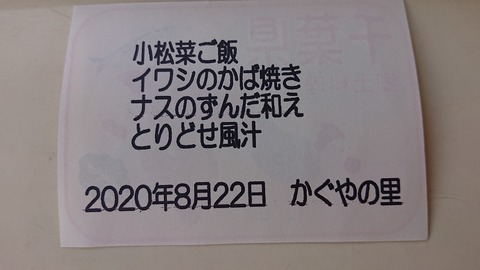 小松菜ご飯
イワシのかば焼き
ナスのずんだ和え
とりどせ風汁
2020年8月22日　かぐやの里